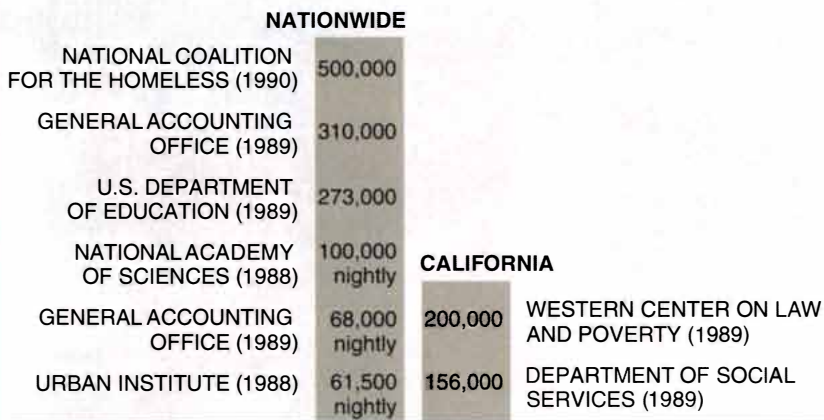 NATIONWIDE
NATIONAL COALITION
FOR THE HOMELESS (1990)
500,000
GENERAL ACCOUNTING
OFFICE (1989)
310,000
U.S. DEPARTMENT
OF EDUCATION (1989)
273,000
NATIONAL ACADEMY
OF SCIENCES (1988)
100,000
nightly
GENERAL ACCOUNTING
OFFICE (1989)
68,000
nightly
URBAN INSTITUTE (1988)
61,500
nightly
CALIFORNIA
200,000
WESTERN CENTER ON LAW
AND POVERTY (1989)
156,000
DEPARTMENT OF SOCIAL
SERVICES (1989)